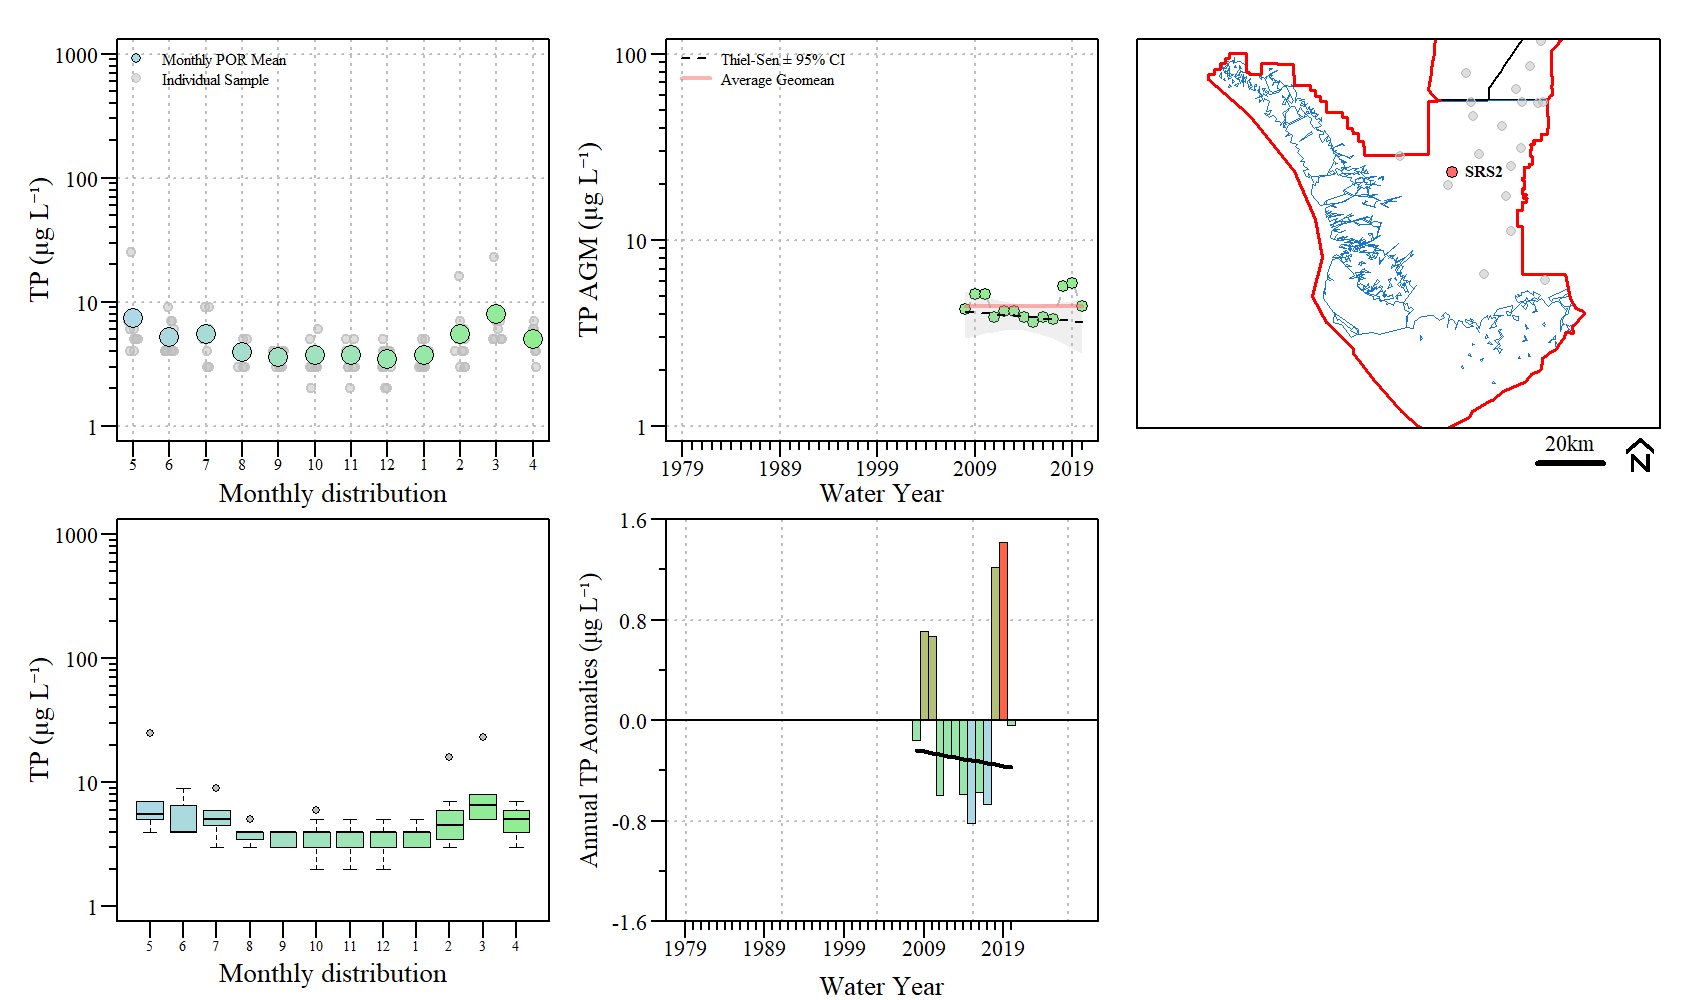 1000
100
10
1
TP (µg L⁻¹)
Monthly POR Mean
Individual Sample
5 6 7 8 9 10 11 12 1 2 3 4
Monthly distribution
100
10
1
TP AGM (µg L⁻¹)
Thiel-Sen ± 95% CI
Average Geomean
1979 1989 1999 2009 2019
Water Year
SRS2
20km
N
1000
100
10
1
TP (µg L⁻¹)
5 6 7 8 9 10 11 12 1 2 3 4
Monthly distribution
1.6
0.8
0.0
-0.8
-1.6
Annual TP Aomalies (µg L⁻¹)
1979 1989 1999 2009 2019
Water Year